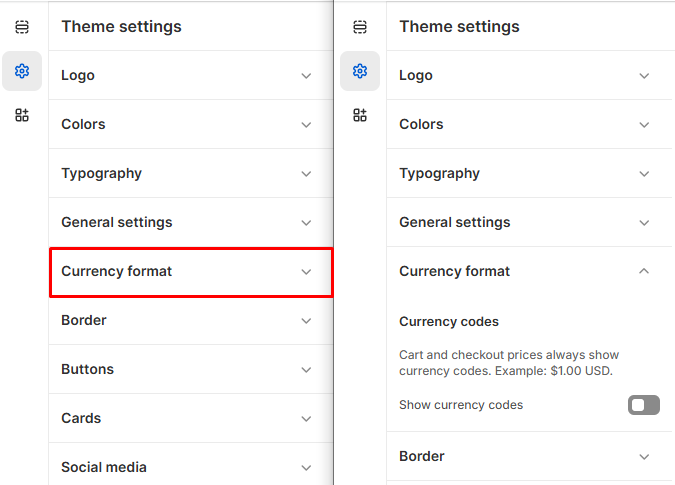 Theme settings
Logo
Colors
Typography
General settings
Currency format
Border
Buttons
Cards
Social media
Theme settings
Logo
Colors
Typography
General settings
Currency format
Currency codes
Cart and checkout prices always show
currency codes. Example: $1.00 USD.
Show currency codes
Border